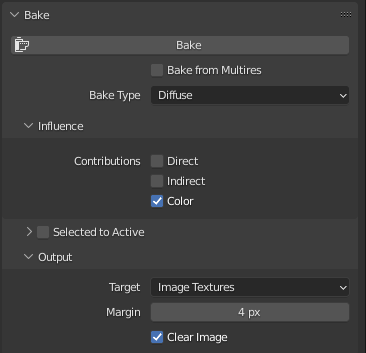 Bake
Bake
Bake from Multires
Bake Type Diffuse
Influence
Contributions Direct
Indirect
Color
Selected to Active
Output
Target Image Textures
Margin 4 px
Clear Image